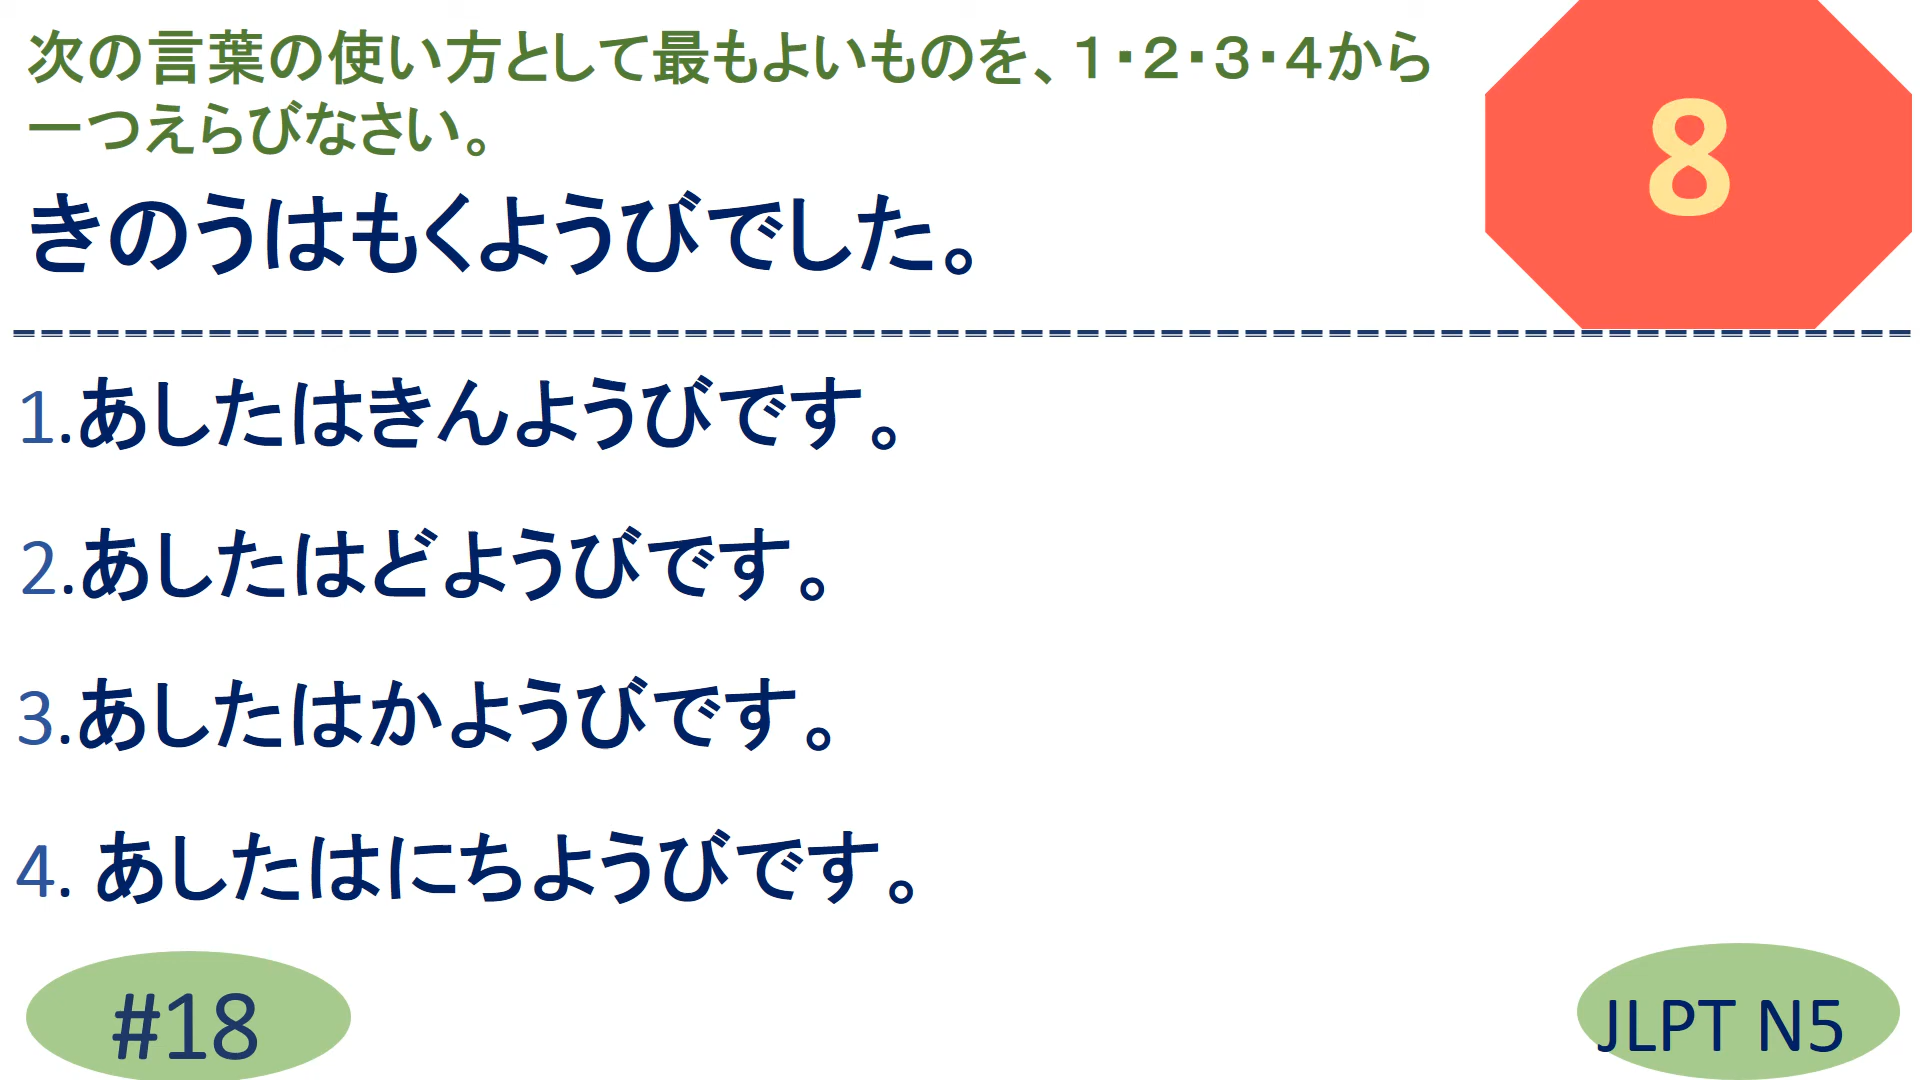 次の言葉の使い方として最もよいものを、１・２・３・４から
一つえらびなさい。
8
きのうはもくようびでした。
1.あしたはきんようびです。
2.あしたはどようびです。
3.あしたはかようびです。
4. あしたはにちようびです。
#18
JLPT N5